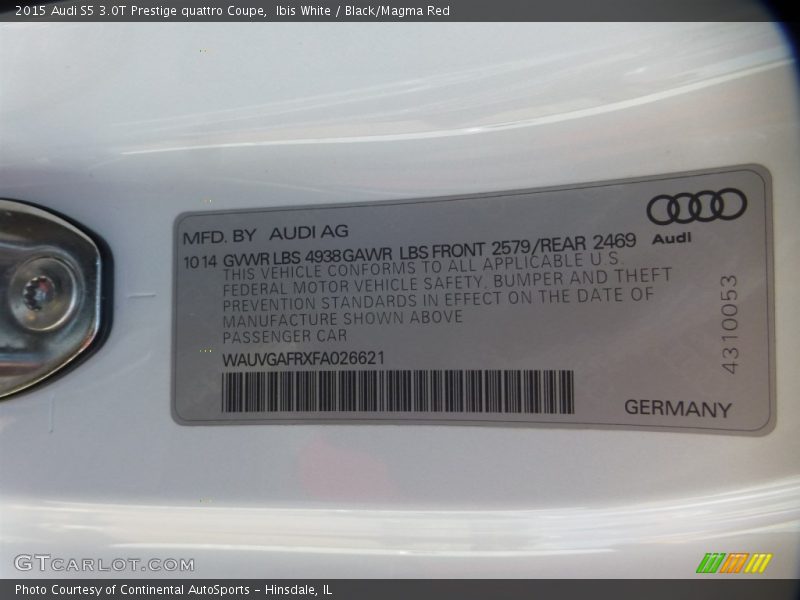 2015 Audi S5 3.0T Prestige quattro Coupe,  Ibis White / Black/Magma Red
MFD. BY AUDI AG
Audi
10 14 GVWR LBS 4938 GAWR LBS FRONT 2579/REAR 2469
THIS VEHICLE CONFORMS TO ALL APPLICABLE U.S.
FEDERAL MOTOR VEHICLE SAFETY, BUMPER AND THEFT
PREVENTION STANDARDS IN EFFECT ON THE DATE OF
MANUFACTURE SHOWN ABOVE
PASSENGER CAR
WAUVGAFRXFA026621
4310053
GERMANY
GTCARLOT.COM
Photo Courtesy of Continental AutoSports – Hinsdale, IL